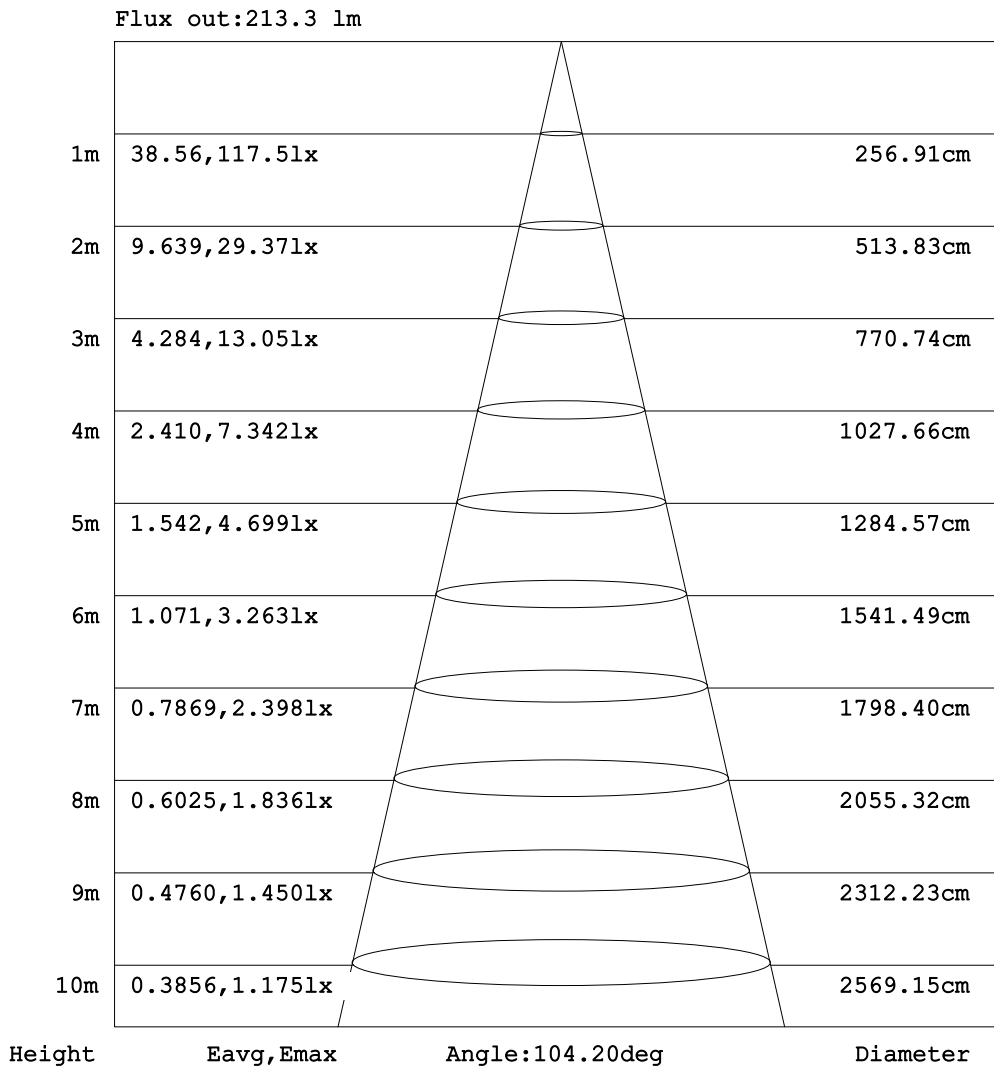 Flux out:213.3 lm
1m 38.56,117.5lx 256.91cm
2m 9.639,29.37lx 513.83cm
3m 4.284,13.05lx 770.74cm
4m 2.410,7.342lx 1027.66cm
5m 1.542,4.699lx 1284.57cm
6m 1.071,3.263lx 1541.49cm
7m 0.7869,2.398lx 1798.40cm
8m 0.6025,1.836lx 2055.32cm
9m 0.4760,1.450lx 2312.23cm
10m 0.3856,1.175lx 2569.15cm
Height Eavg,Emax Angle:104.20deg Diameter